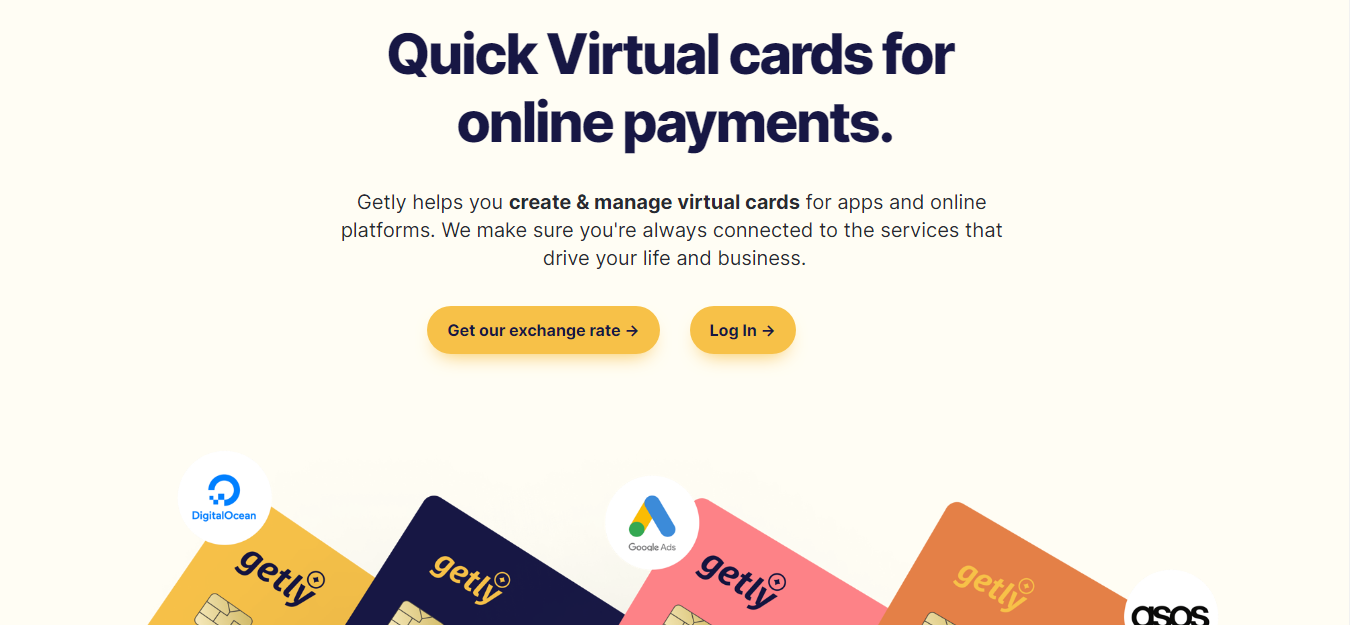 Quick Virtual cards for
online payments.
Getly helps you create & manage virtual cards for apps and online
platforms. We make sure you're always connected to the services that
drive your life and business.
Get our exchange rate →
Log In →
DigitalOcean
getly
getly
Google Ads
getly
getly
asos